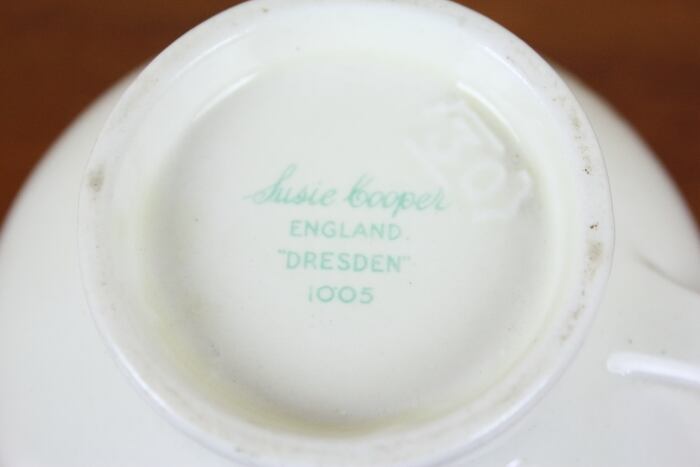 Susie Cooper
ENGLAND.
"DRESDEN"
1005